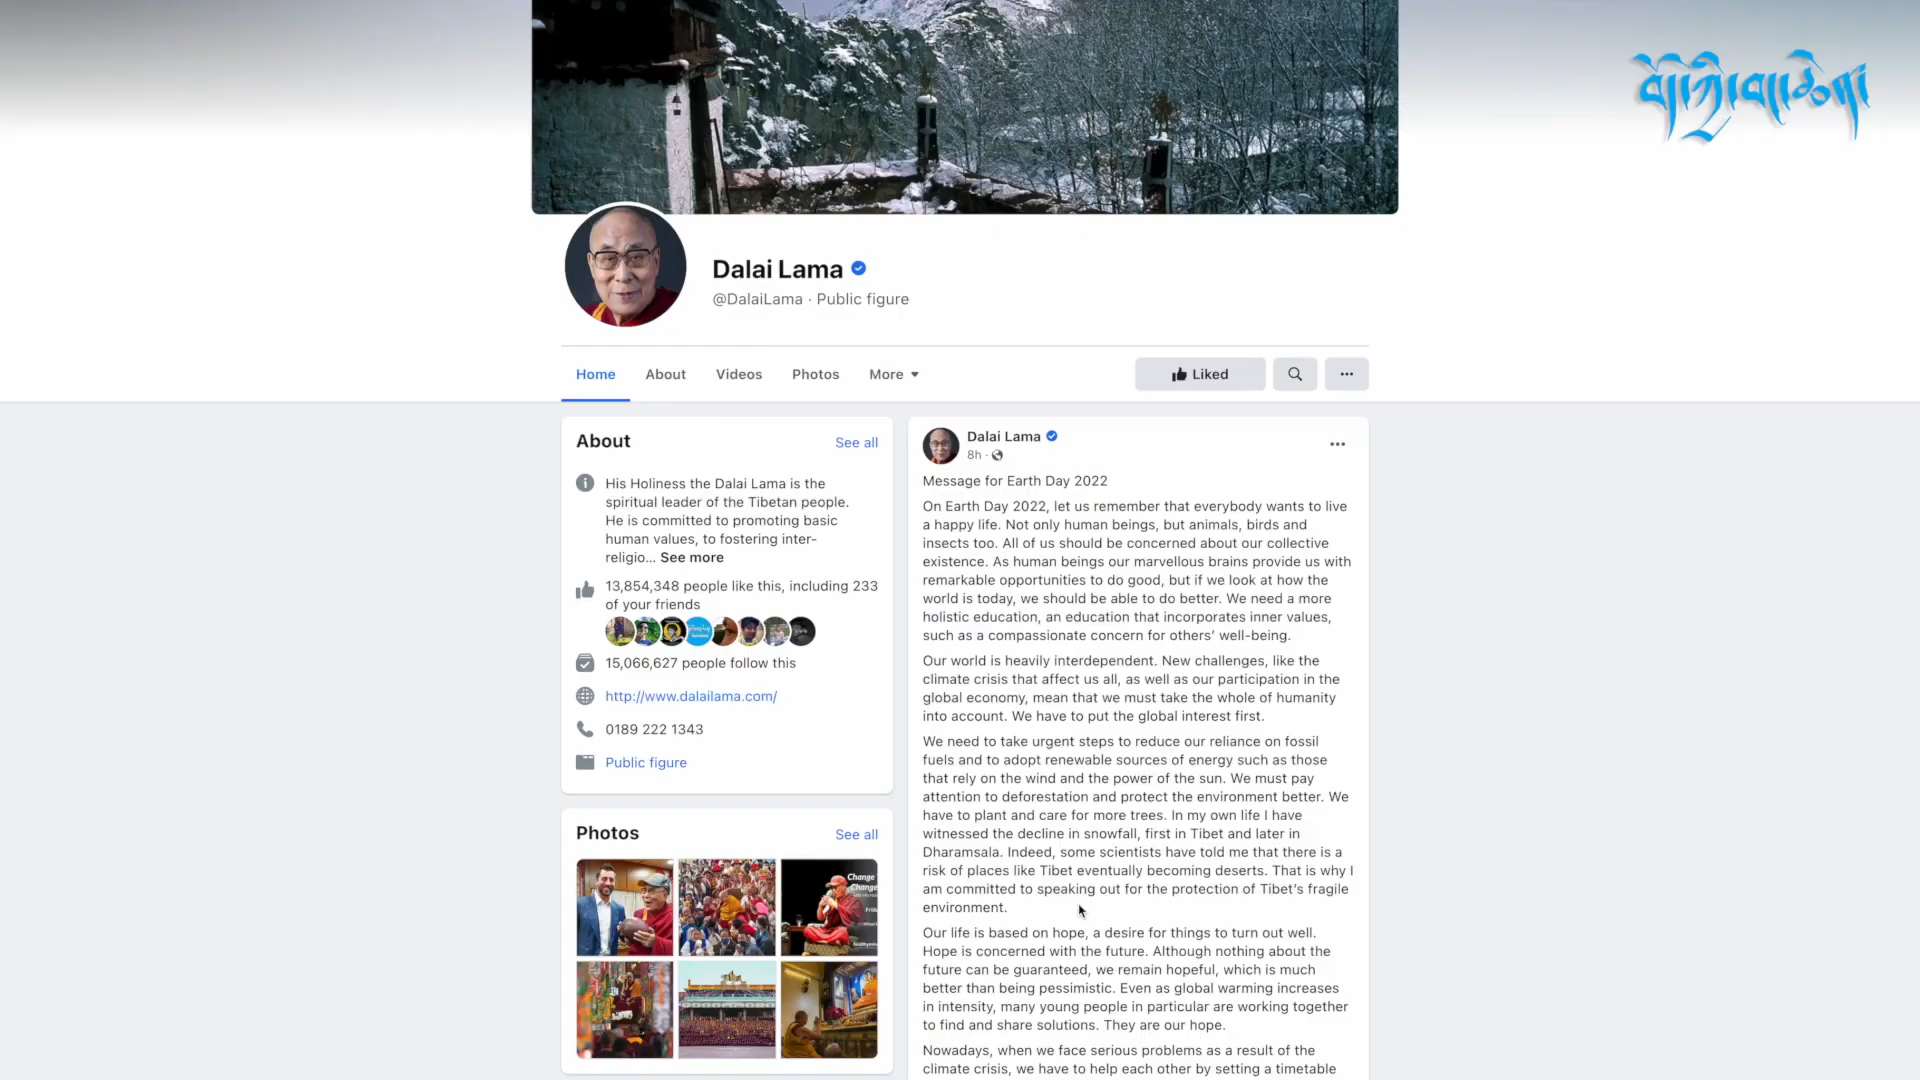 བོད་ཀྱི་བང་ཆེན།
Dalai Lama
@DalaiLama · Public figure
Home
About
Videos
Photos
More
Liked
About
See all
His Holiness the Dalai Lama is the
spiritual leader of the Tibetan people.
He is committed to promoting basic
human values, to fostering inter-
religio... See more
13,854,348 people like this, including 233
of your friends
15,066,627 people follow this
http://www.dalailama.com/
0189 222 1343
Public figure
Photos
See all
Change
Change
Dalai Lama
8h ·
Message for Earth Day 2022
On Earth Day 2022, let us remember that everybody wants to live
a happy life. Not only human beings, but animals, birds and
insects too. All of us should be concerned about our collective
existence. As human beings our marvellous brains provide us with
remarkable opportunities to do good, but if we look at how the
world is today, we should be able to do better. We need a more
holistic education, an education that incorporates inner values,
such as a compassionate concern for others' well-being.
Our world is heavily interdependent. New challenges, like the
climate crisis that affect us all, as well as our participation in the
global economy, mean that we must take the whole of humanity
into account. We have to put the global interest first.
We need to take urgent steps to reduce our reliance on fossil
fuels and to adopt renewable sources of energy such as those
that rely on the wind and the power of the sun. We must pay
attention to deforestation and protect the environment better. We
have to plant and care for more trees. In my own life I have
witnessed the decline in snowfall, first in Tibet and later in
Dharamsala. Indeed, some scientists have told me that there is a
risk of places like Tibet eventually becoming deserts. That is why I
am committed to speaking out for the protection of Tibet's fragile
environment.
Our life is based on hope, a desire for things to turn out well.
Hope is concerned with the future. Although nothing about the
future can be guaranteed, we remain hopeful, which is much
better than being pessimistic. Even as global warming increases
in intensity, many young people in particular are working together
to find and share solutions. They are our hope.
Nowadays, when we face serious problems as a result of the
climate crisis, we have to help each other by setting a timetable